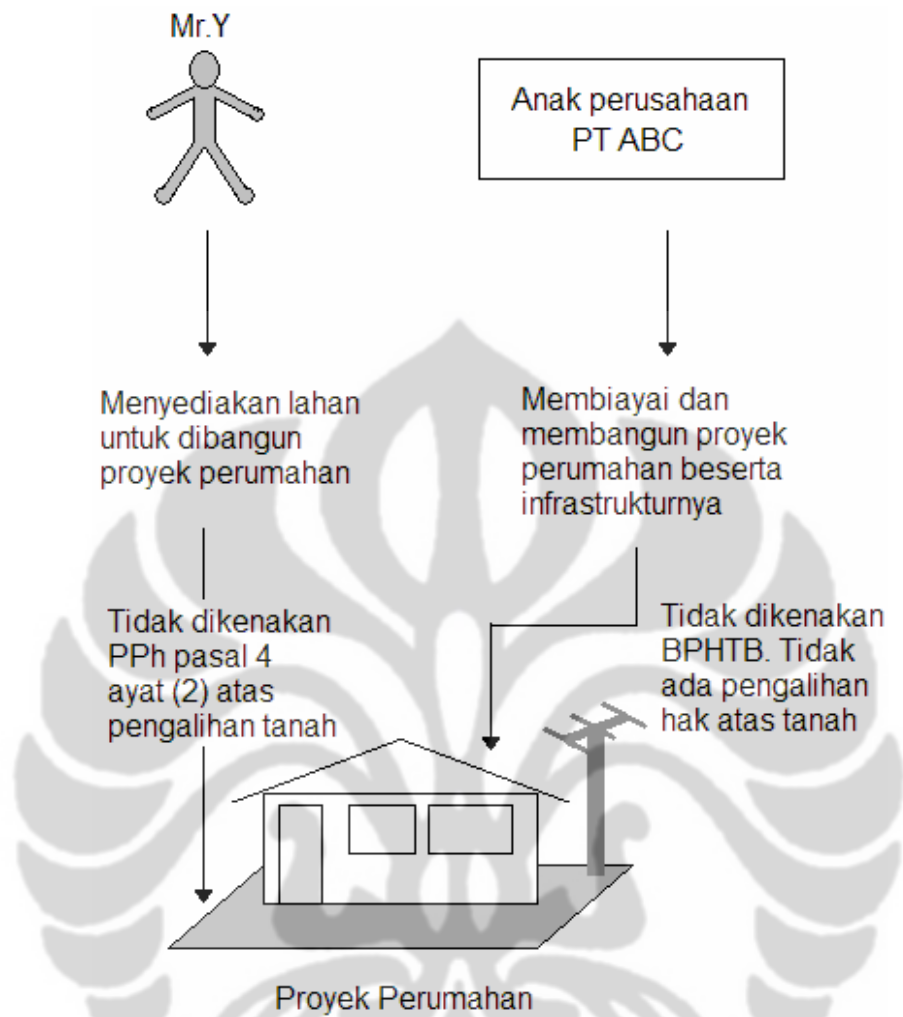 Mr.Y
Anak perusahaan
PT ABC
Menyediakan lahan
untuk dibangun
proyek perumahan
Membiayai dan
membangun proyek
perumahan beserta
infrastrukturnya
Tidak dikenakan
PPh pasal 4
ayat (2) atas
pengalihan tanah
Tidak dikenakan
BPHTB. Tidak
ada pengalihan
hak atas tanah
Proyek Perumahan